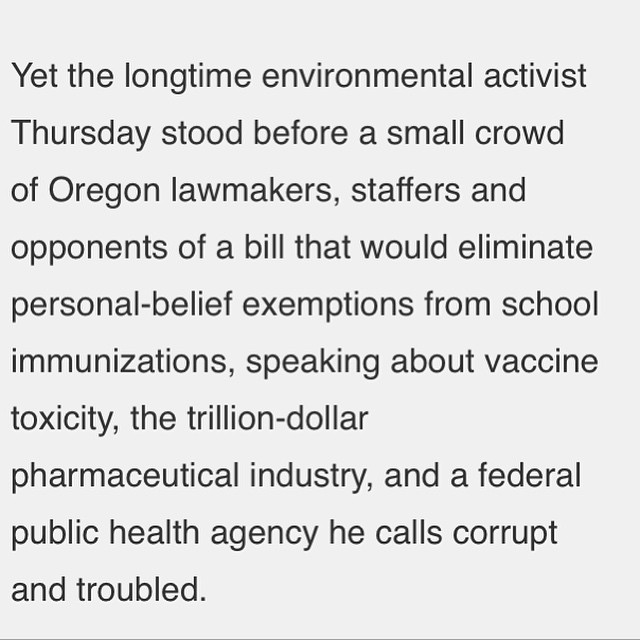 Yet the longtime environmental activist
Thursday stood before a small crowd
of Oregon lawmakers, staffers and
opponents of a bill that would eliminate
personal-belief exemptions from school
immunizations, speaking about vaccine
toxicity, the trillion-dollar
pharmaceutical industry, and a federal
public health agency he calls corrupt
and troubled.